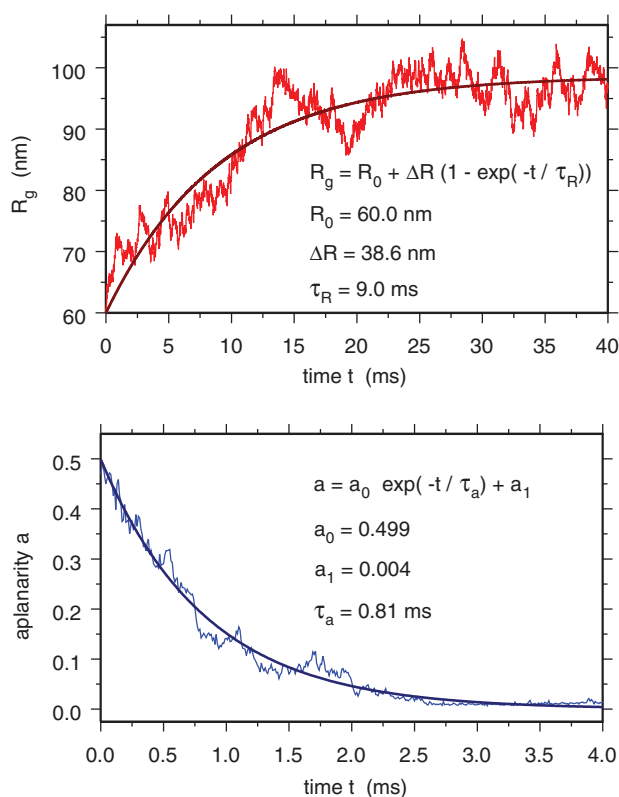 100
90
80
70
60
R_g (nm)
R_g = R_0 + ΔR (1 - exp( -t / τ_R))
R_0 = 60.0 nm
ΔR = 38.6 nm
τ_R = 9.0 ms
0 5 10 15 20 25 30 35 40
time t (ms)
0.5
0.4
0.3
0.2
0.1
0.0
aplanarity a
a = a_0 exp( -t / τ_a) + a_1
a_0 = 0.499
a_1 = 0.004
τ_a = 0.81 ms
0.0 0.5 1.0 1.5 2.0 2.5 3.0 3.5 4.0
time t (ms)